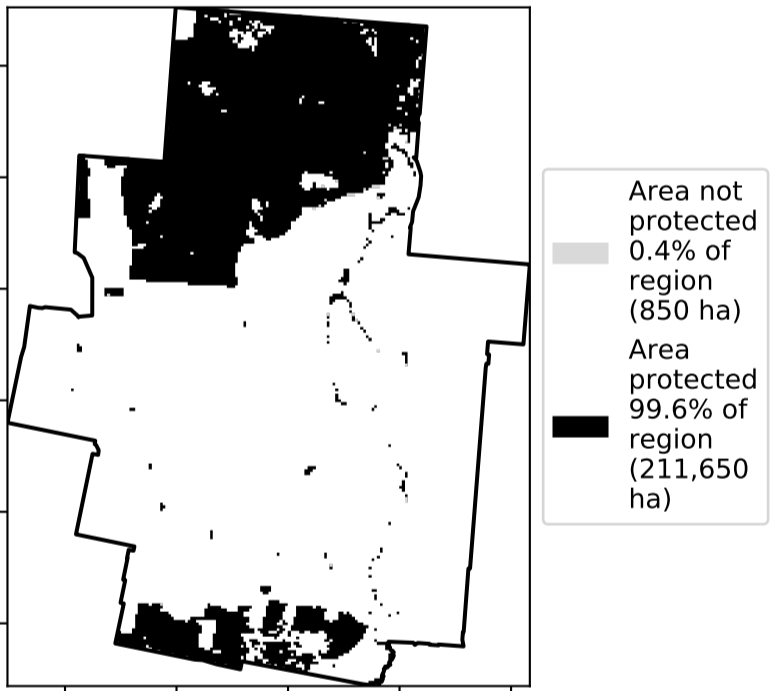 Area not
protected
0.4% of
region
(850 ha)
Area
protected
99.6% of
region
(211,650
ha)